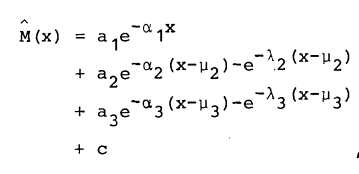 M̂(x) = a₁e^{-α₁x}
+ a₂e^{-α₂(x-μ₂)-e^{-λ₂(x-μ₂)}}
+ a₃e^{-α₃(x-μ₃)-e^{-λ₃(x-μ₃)}}
+ c ,